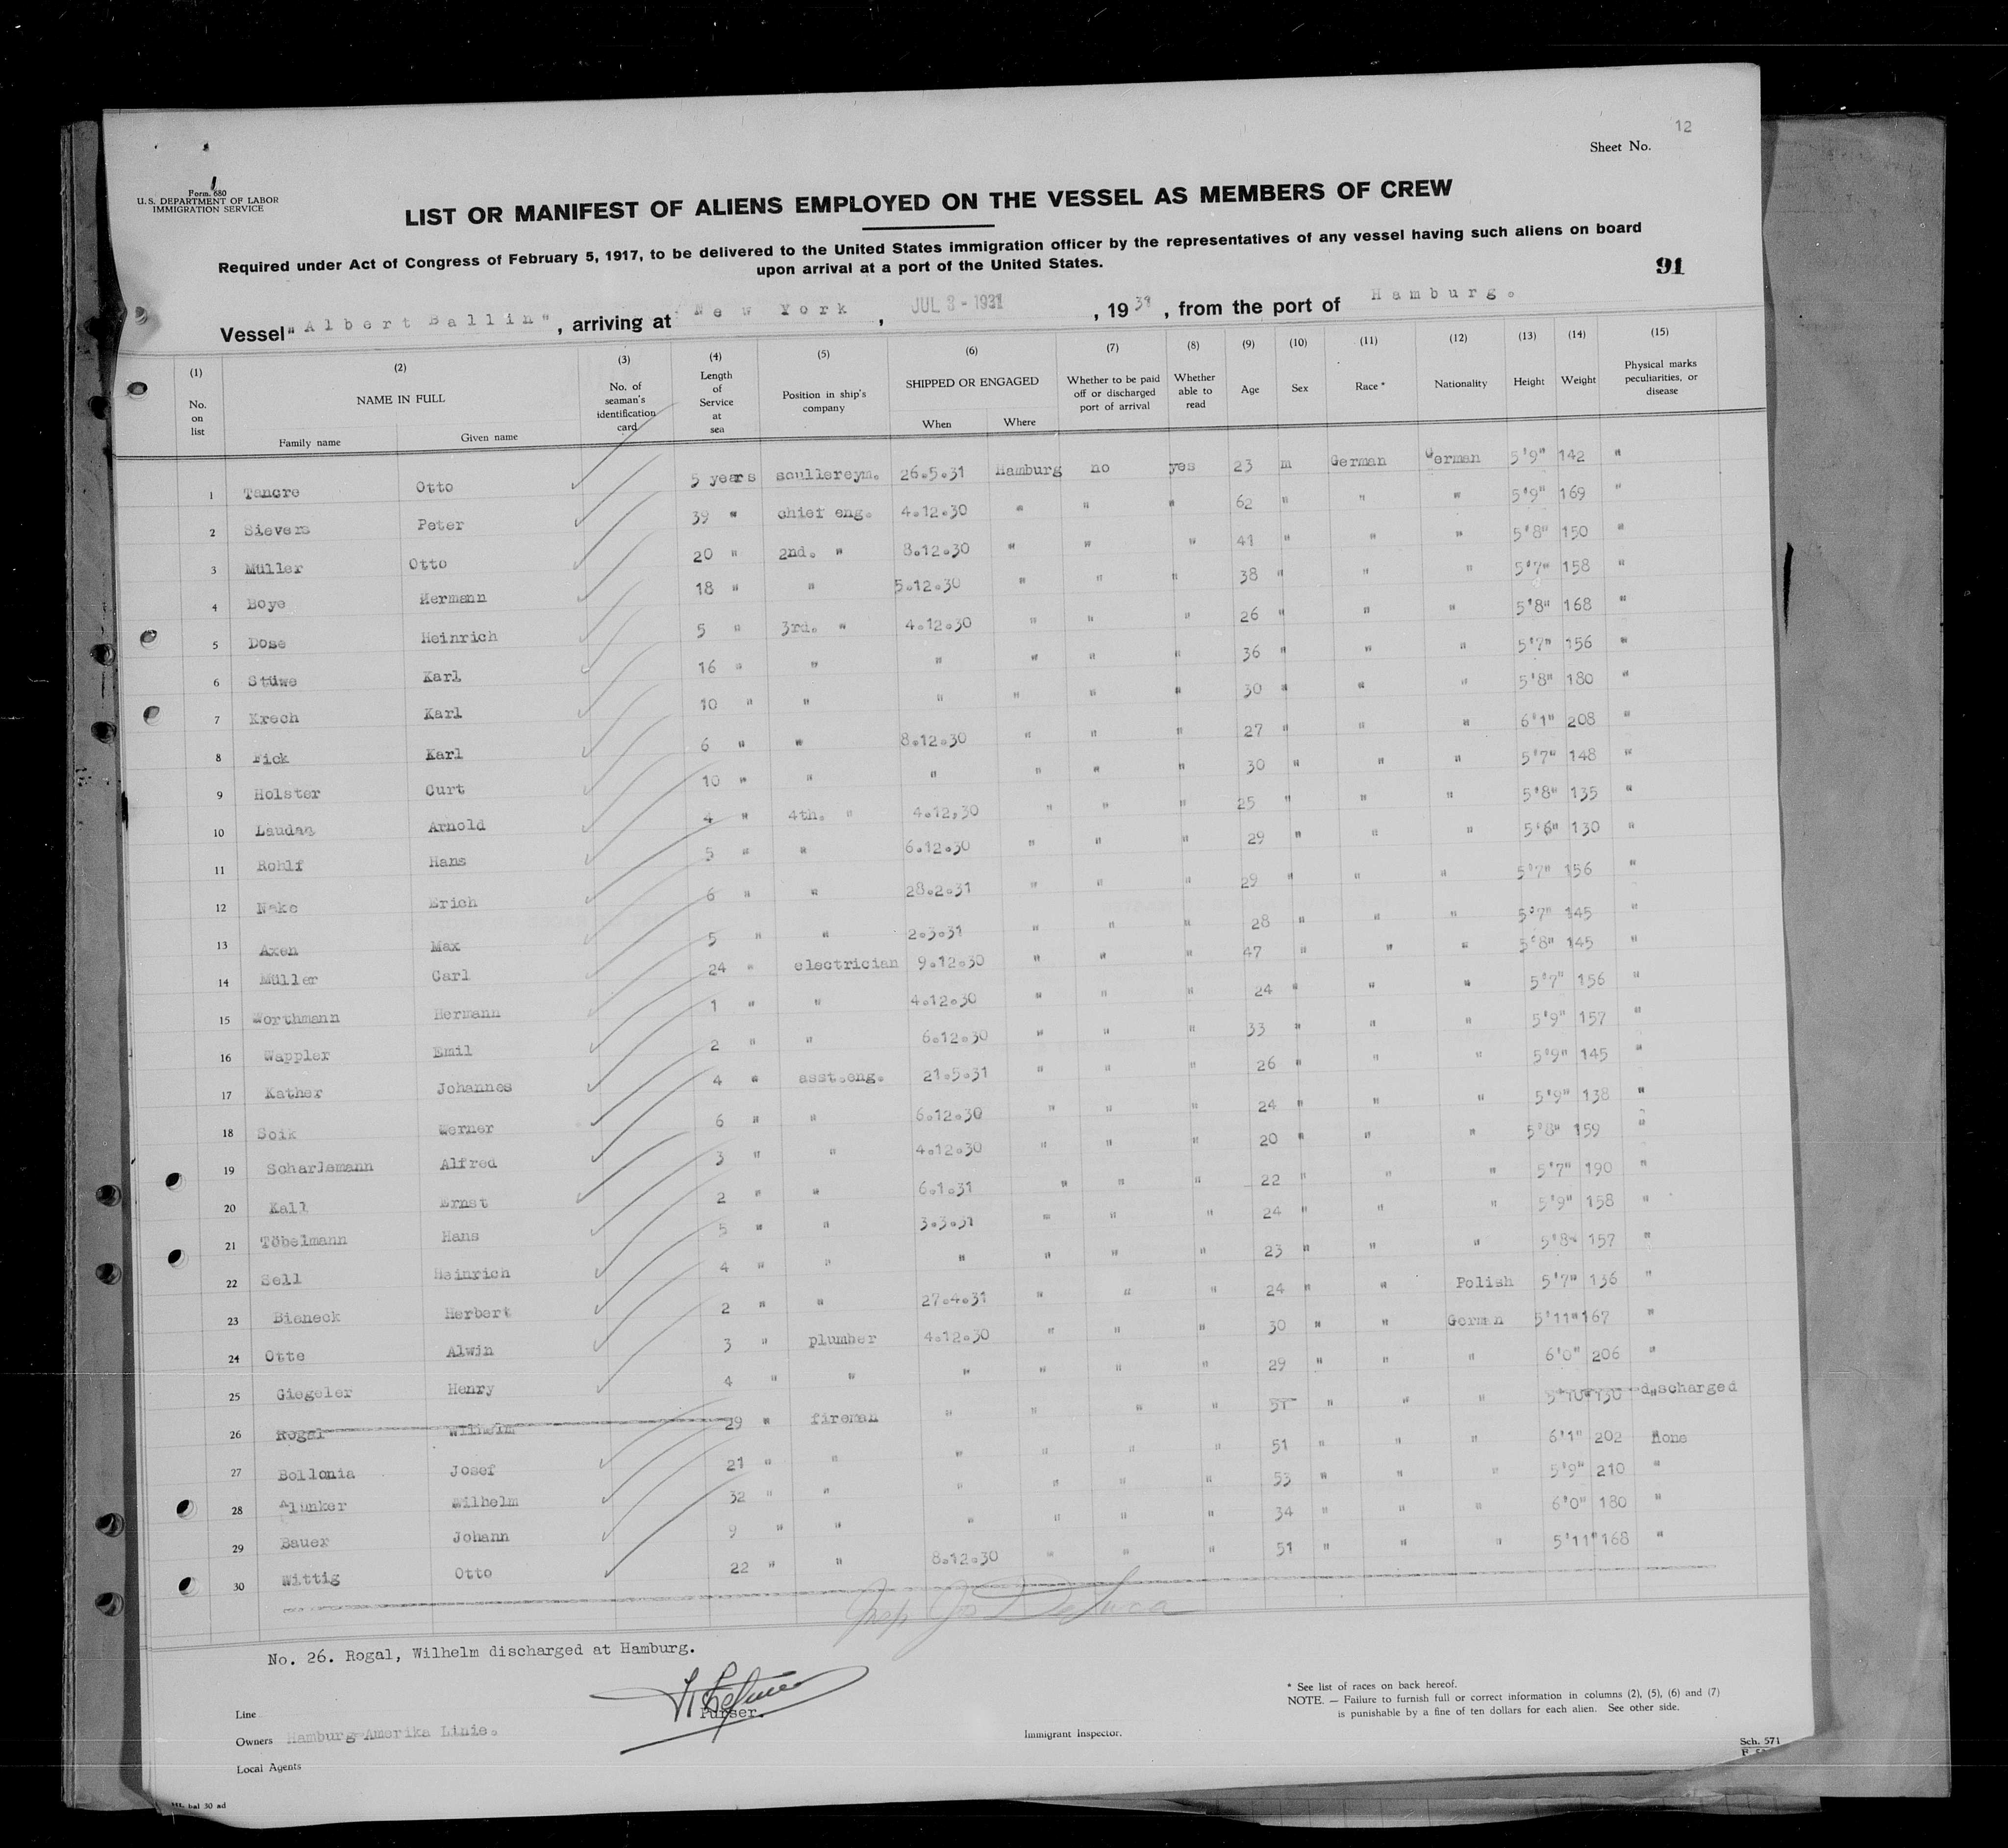 12
Sheet No.
Form 680
U. S. DEPARTMENT OF LABOR
IMMIGRATION SERVICE
LIST OR MANIFEST OF ALIENS EMPLOYED ON THE VESSEL AS MEMBERS OF CREW
Required under Act of Congress of February 5, 1917, to be delivered to the United States immigration officer by the representatives of any vessel having such aliens on board
upon arrival at a port of the United States.
91
Vessel "Albert Ballin", arriving at New York, JUL 3 - 1931, 1931, from the port of Hamburg.
(1) No. on list (2) NAME IN FULL Family name Given name (3) No. of seaman's identification card (4) Length of Service at sea (5) Position in ship's company (6) SHIPPED OR ENGAGED When Where (7) Whether to be paid off or discharged port of arrival (8) Whether able to read (9) Age (10) Sex (11) Race * (12) Nationality (13) Height (14) Weight (15) Physical marks peculiarities, or disease
1 Tancre Otto 5 years scullereym. 26.5.31 Hamburg no yes 23 m German German 5'9" 142 "
2 Sievers Peter 39 " chief eng. 4.12.30 " " " 62 " " " 5'9" 169 "
3 Müller Otto 20 " 2nd. " 8.12.30 " " " 41 " " " 5'8" 150 "
4 Boye Hermann 18 " " 5.12.30 " " " 38 " " " 5'7" 158 "
5 Dose Heinrich 5 " 3rd. " 4.12.30 " " " 26 " " " 5'8" 168 "
6 Stüwe Karl 16 " " " " " " 36 " " " 5'7" 156 "
7 Krech Karl 10 " " " " " " 30 " " " 5'8" 180 "
8 Fick Karl 6 " " 8.12.30 " " " 27 " " " 6'1" 208 "
9 Holster Curt 10 " " " " " " 30 " " " 5'7" 148 "
10 Laudan Arnold 4 " 4th. " 4.12,30 " " " 25 " " " 5'8" 135 "
11 Rohlf Hans 5 " " 6.12.30 " " " 29 " " " 5'6" 130 "
12 Nake Erich 6 " " 28.2.31 " " " 29 " " " 5'7" 156 "
13 Axen Max 5 " " 2.3.31 " " " 28 " " " 5'7" 145 "
14 Müller Carl 24 " electrician 9.12.30 " " " 47 " " " 5'8" 145 "
15 Worthmann Hermann 1 " " 4.12.30 " " " 24 " " " 5'7" 156 "
16 Wappler Emil 2 " " 6.12.30 " " " 33 " " " 5'9" 157 "
17 Kather Johannes 4 " asst.eng. 21.5.31 " " " 26 " " " 5'9" 145 "
18 Soik Werner 6 " " 6.12.30 " " " 24 " " " 5'9" 138 "
19 Scharlemann Alfred 3 " " 4.12.30 " " " 20 " " " 5'8" 159 "
20 Kall Ernst 2 " " 6.1.31 " " " 22 " " " 5'7" 190 "
21 Töbelmann Hans 5 " " 3.3.31 " " " 24 " " " 5'9" 158 "
22 Sell Heinrich 4 " " " " " " 23 " " " 5'8" 157 "
23 Bianeck Herbert 2 " " 27.4.31 " " " 24 " " Polish 5'7" 136 "
24 Otte Alwin 3 " plumber 4.12.30 " " " 30 " " German 5'11" 167 "
25 Giegeler Henry 4 " " " " " " 29 " " " 6'0" 206 "
26 Rogal Wilhelm 29 " fireman " " " " 51 " " " 5'10" 150 discharged
27 Bollonia Josef 21 " " " " " " 51 " " " 6'1" 202 none
28 Wilhelm 32 " " " " " " 53 " " " 5'9" 210 "
29 Bauer Johann 9 " " " " " " 34 " " " 6'0" 180 "
30 Wittig Otto 22 " " 8.12.30 " " " 51 " " " 5'11" 168 "
No. 26. Rogal, Wilhelm discharged at Hamburg.
Purser.
Line
Owners Hamburg-Amerika Linie.
Local Agents
Immigrant Inspector.
* See list of races on back hereof.
NOTE. — Failure to furnish full or correct information in columns (2), (5), (6) and (7)
is punishable by a fine of ten dollars for each alien. See other side.
Sch. 571